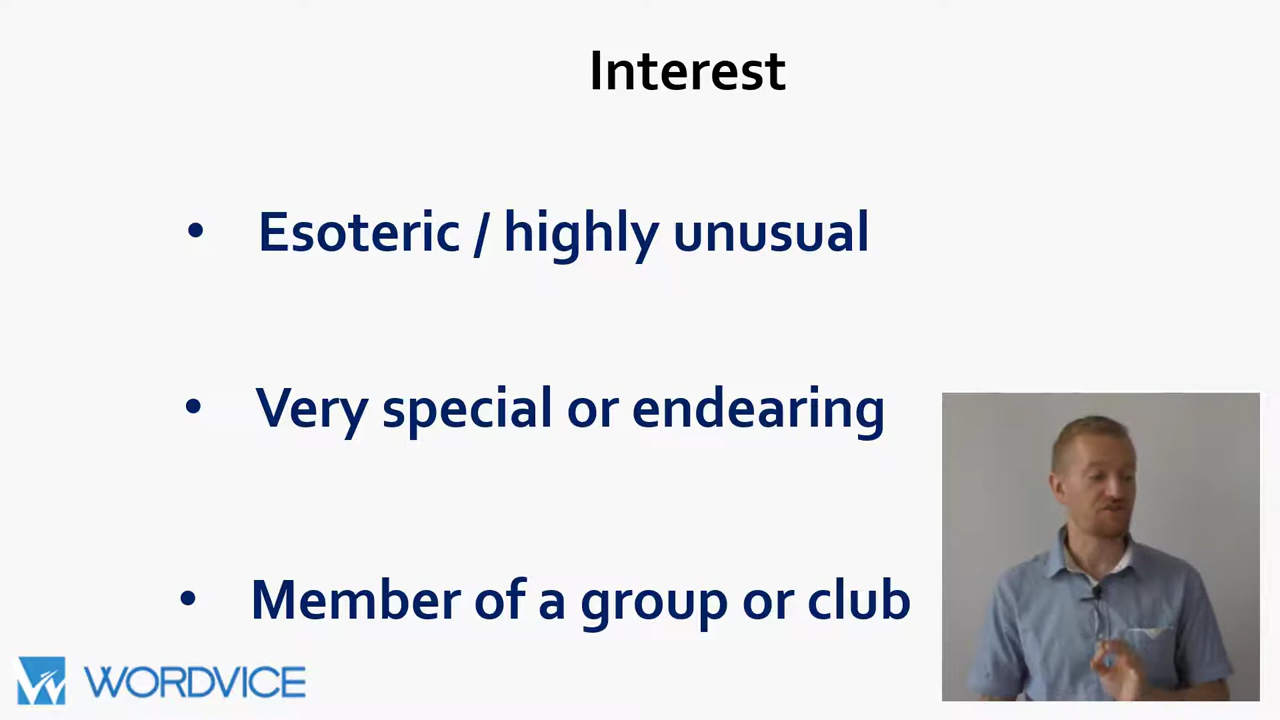 Interest
• Esoteric / highly unusual
• Very special or endearing
• Member of a group or club
WORDVICE